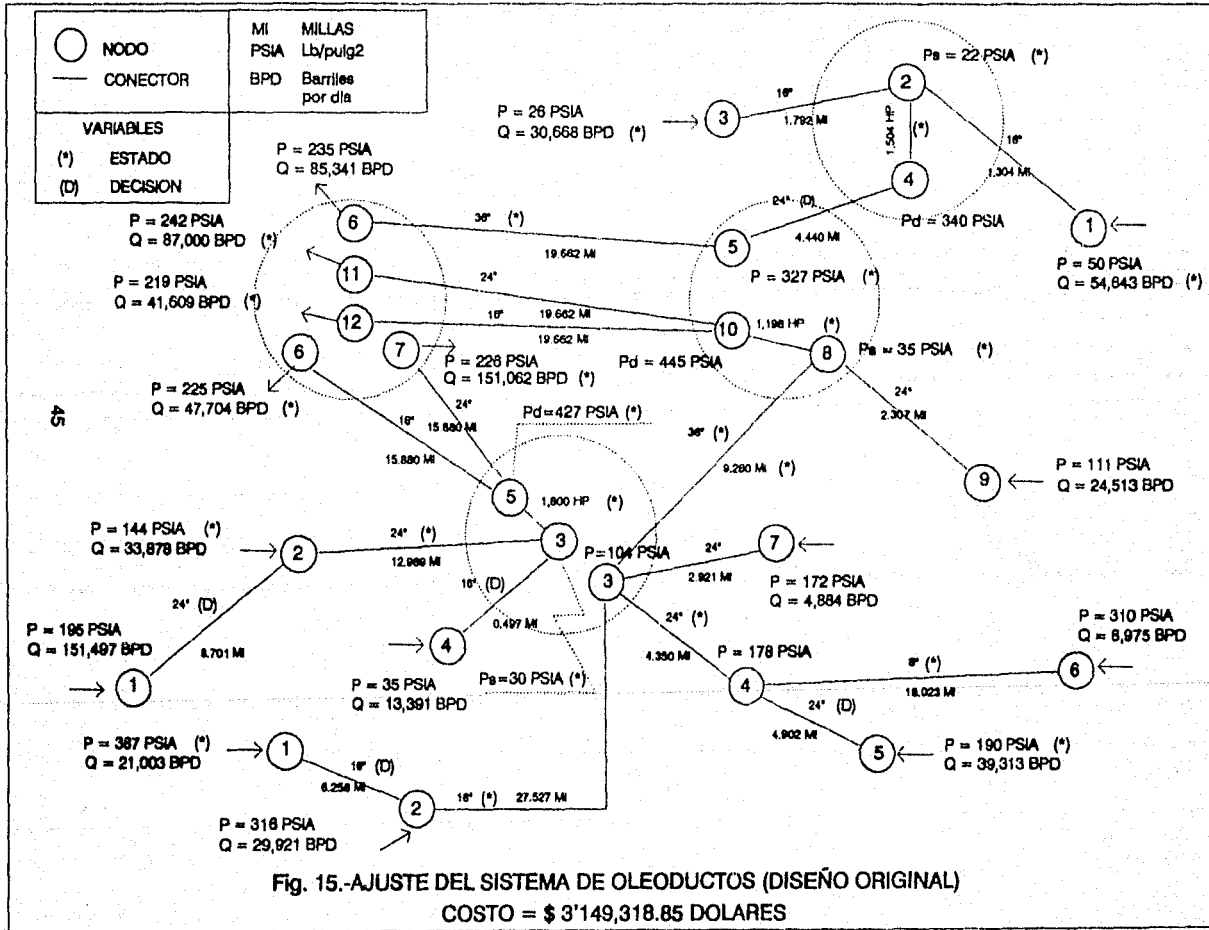 NODO
CONECTOR
MI MILLAS
PSIA Lb/pulg2
BPD Barriles
por dia
VARIABLES
(*) ESTADO
(D) DECISION
Ps = 22 PSIA (*)
2
P = 26 PSIA
Q = 30,668 BPD (*)
3
16"
1.792 MI
1,504 HP
(*)
16"
1.304 MI
4
Pd = 340 PSIA
1
P = 50 PSIA
Q = 54,643 BPD (*)
P = 235 PSIA
Q = 85,341 BPD
6
36" (*)
19.662 MI
24" (D)
4.440 MI
5
P = 327 PSIA (*)
P = 242 PSIA
Q = 87,000 BPD (*)
11
24"
19.662 MI
P = 219 PSIA
Q = 41,609 BPD (*)
12
16"
19.662 MI
10
1,196 HP (*)
8
Ps = 35 PSIA (*)
Pd = 445 PSIA
6
7
P = 226 PSIA
Q = 151,062 BPD (*)
P = 225 PSIA
Q = 47,704 BPD (*)
24"
15.880 MI
16"
15.880 MI
Pd=427 PSIA (*)
36" (*)
9.290 MI (*)
24"
2.307 MI
9
P = 111 PSIA
Q = 24,513 BPD
45
5
1,800 HP (*)
3
P = 144 PSIA (*)
Q = 33,878 BPD
2
24" (*)
12.969 MI
P=104 PSIA
3
24"
2.921 MI
7
P = 172 PSIA
Q = 4,884 BPD
24" (D)
8.701 MI
16" (D)
0.497 MI
4
P = 35 PSIA
Q = 13,391 BPD
Ps=30 PSIA (*)
P = 195 PSIA
Q = 151,497 BPD
1
24" (*)
4.350 MI
P = 178 PSIA
4
8" (*)
18.023 MI
P = 310 PSIA
Q = 6,975 BPD
6
24" (D)
4.902 MI
5
P = 190 PSIA (*)
Q = 39,313 BPD
P = 367 PSIA (*)
Q = 21,003 BPD
1
16" (D)
6.256 MI
2
16" (*) 27.527 MI
P = 316 PSIA
Q = 29,921 BPD
Fig. 15.-AJUSTE DEL SISTEMA DE OLEODUCTOS (DISEÑO ORIGINAL)
COSTO = $ 3'149,318.85 DOLARES